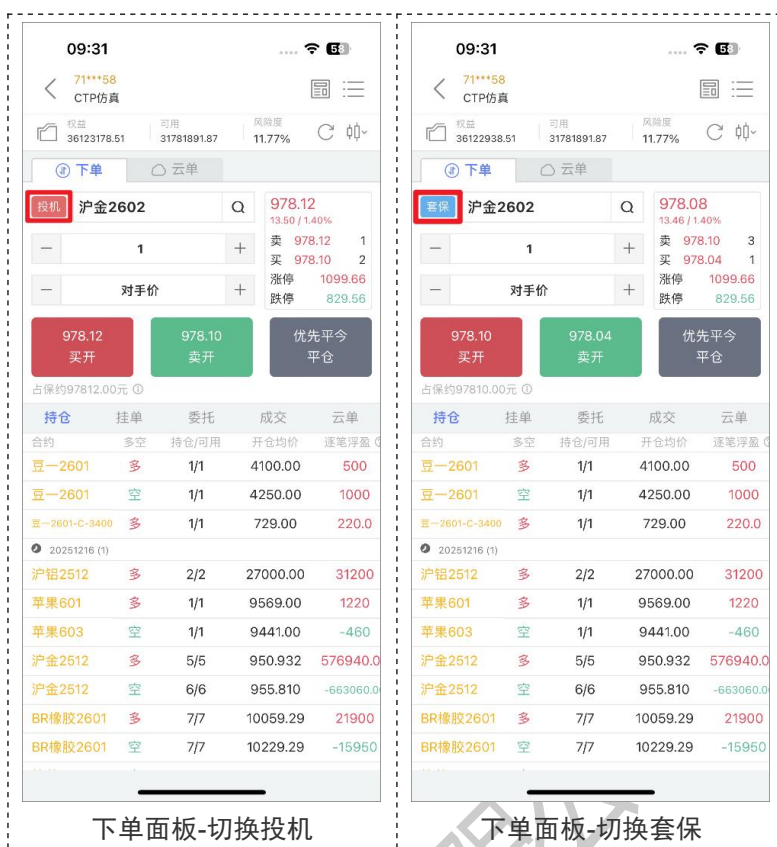 09:31
58
71***58
CTP仿真
权益
36123178.51
可用
31781891.87
风险度
11.77%
下单
云单
投机
沪金2602
978.12
13.50 / 1.40%
卖 978.12 1
买 978.10 2
涨停 1099.66
跌停 829.56
1
对手价
978.12
买开
978.10
卖开
优先平今
平仓
占保约97812.00元
持仓 挂单 委托 成交 云单
合约 多空 持仓/可用 开仓均价 逐笔浮盈
豆一2601 多 1/1 4100.00 500
豆一2601 空 1/1 4250.00 1000
豆一2601-C-3400 多 1/1 729.00 220.0
20251216 (1)
沪铝2512 多 2/2 27000.00 31200
苹果601 多 1/1 9569.00 1220
苹果603 空 1/1 9441.00 -460
沪金2512 多 5/5 950.932 576940.0
沪金2512 空 6/6 955.810 -663060.0
BR橡胶2601 多 7/7 10059.29 21900
BR橡胶2601 空 7/7 10229.29 -15950
下单面板-切换投机
09:31
58
71***58
CTP仿真
权益
36122938.51
可用
31781891.87
风险度
11.77%
下单
云单
套保
沪金2602
978.08
13.46 / 1.40%
卖 978.10 3
买 978.04 1
涨停 1099.66
跌停 829.56
1
对手价
978.10
买开
978.04
卖开
优先平今
平仓
占保约97810.00元
持仓 挂单 委托 成交 云单
合约 多空 持仓/可用 开仓均价 逐笔浮盈
豆一2601 多 1/1 4100.00 500
豆一2601 空 1/1 4250.00 1000
豆一2601-C-3400 多 1/1 729.00 220.0
20251216 (1)
沪铝2512 多 2/2 27000.00 31200
苹果601 多 1/1 9569.00 1220
苹果603 空 1/1 9441.00 -460
沪金2512 多 5/5 950.932 576940.0
沪金2512 空 6/6 955.810 -663060.0
BR橡胶2601 多 7/7 10059.29 21900
BR橡胶2601 空 7/7 10229.29 -15950
下单面板-切换套保